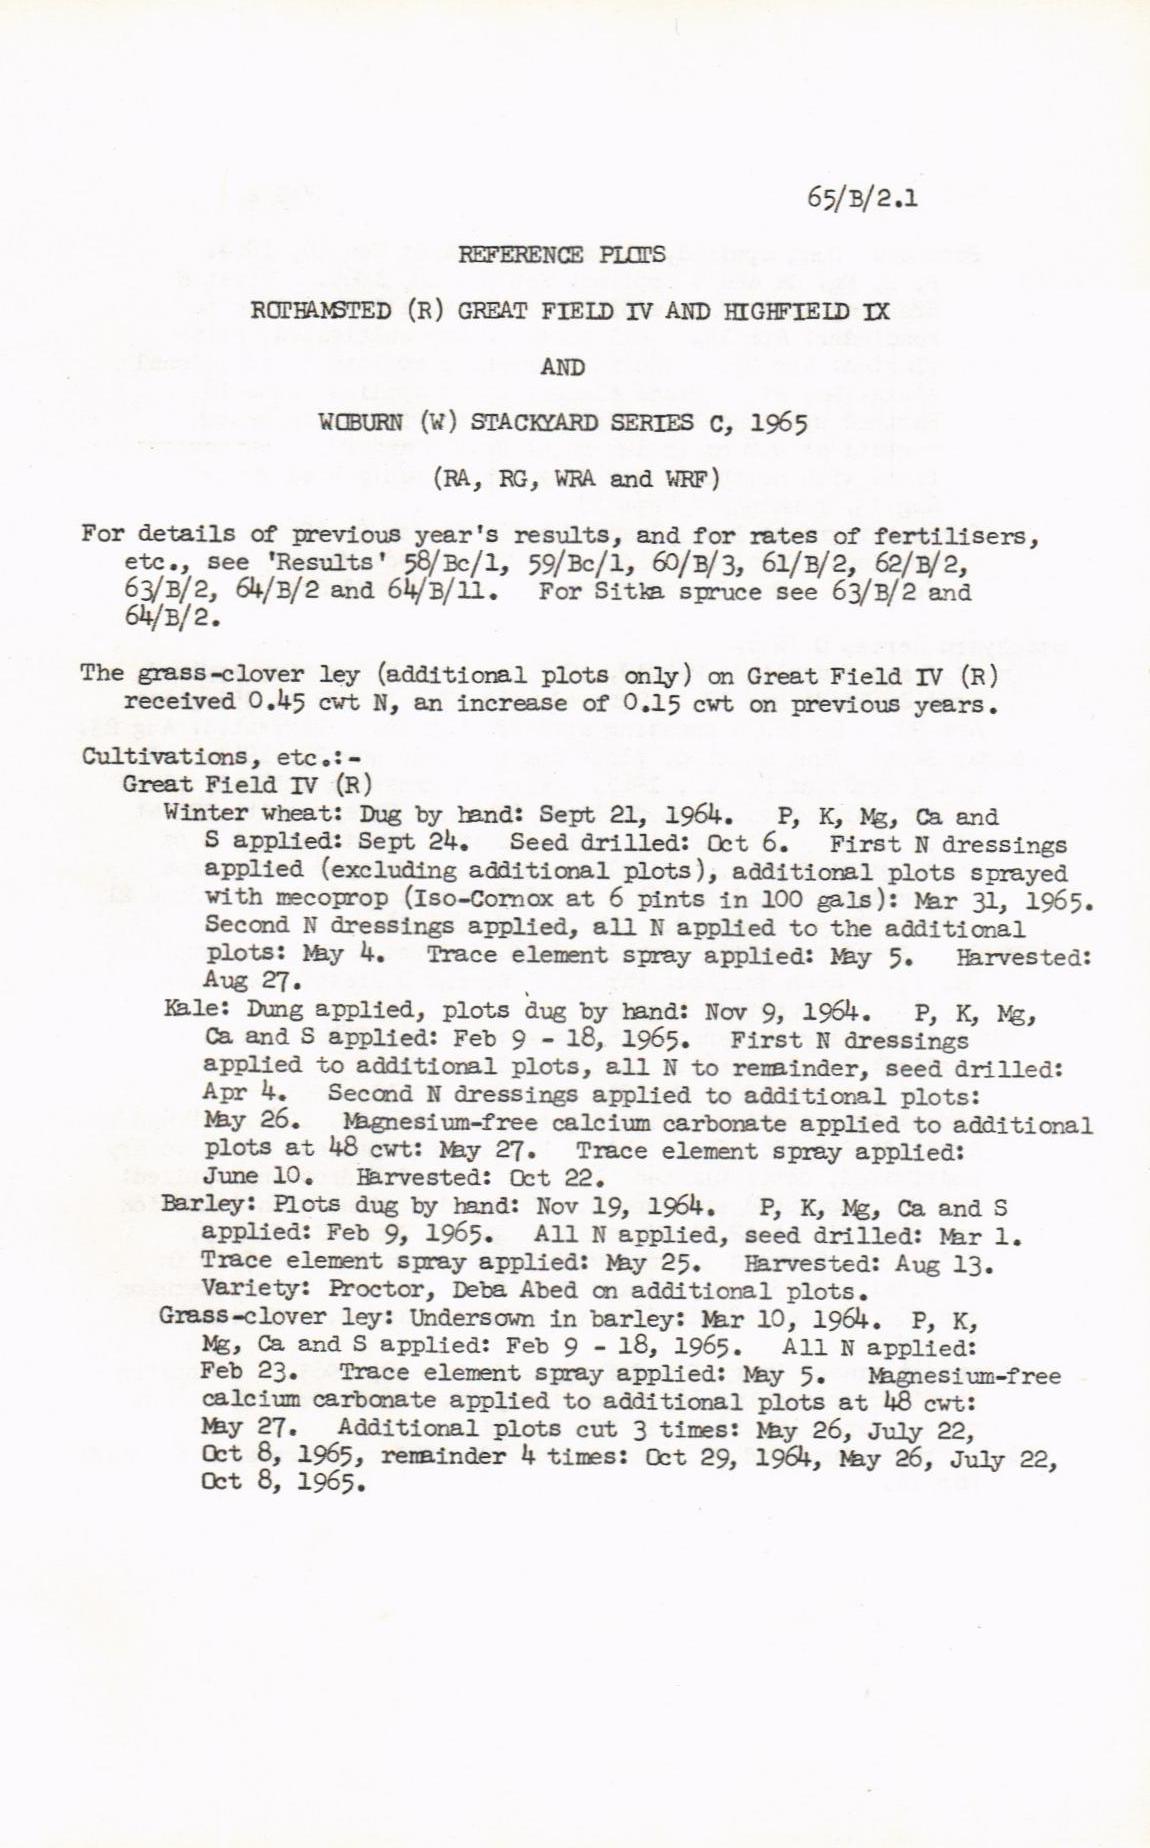 65/B/2.1
REFERENCE PLOTS
ROTHAMSTED (R) GREAT FIELD IV AND HIGHFIELD IX
AND
WOBURN (W) STACKYARD SERIES C, 1965
(RA, RG, WRA and WRF)
For details of previous year's results, and for rates of fertilisers,
etc., see 'Results' 58/Bc/1, 59/Bc/1, 60/B/3, 61/B/2, 62/B/2,
63/B/2, 64/B/2 and 64/B/11. For Sitka spruce see 63/B/2 and
64/B/2.
The grass-clover ley (additional plots only) on Great Field IV (R)
received 0.45 cwt N, an increase of 0.15 cwt on previous years.
Cultivations, etc.:-
Great Field IV (R)
Winter wheat: Dug by hand: Sept 21, 1964. P, K, Mg, Ca and
S applied: Sept 24. Seed drilled: Oct 6. First N dressings
applied (excluding additional plots), additional plots sprayed
with mecoprop (Iso-Cornox at 6 pints in 100 gals): Mar 31, 1965.
Second N dressings applied, all N applied to the additional
plots: May 4. Trace element spray applied: May 5. Harvested:
Aug 27.
Kale: Dung applied, plots dug by hand: Nov 9, 1964. P, K, Mg,
Ca and S applied: Feb 9 - 18, 1965. First N dressings
applied to additional plots, all N to remainder, seed drilled:
Apr 4. Second N dressings applied to additional plots:
May 26. Magnesium-free calcium carbonate applied to additional
plots at 48 cwt: May 27. Trace element spray applied:
June 10. Harvested: Oct 22.
Barley: Plots dug by hand: Nov 19, 1964. P, K, Mg, Ca and S
applied: Feb 9, 1965. All N applied, seed drilled: Mar 1.
Trace element spray applied: May 25. Harvested: Aug 13.
Variety: Proctor, Deba Abed on additional plots.
Grass-clover ley: Undersown in barley: Mar 10, 1964. P, K,
Mg, Ca and S applied: Feb 9 - 18, 1965. All N applied:
Feb 23. Trace element spray applied: May 5. Magnesium-free
calcium carbonate applied to additional plots at 48 cwt:
May 27. Additional plots cut 3 times: May 26, July 22,
Oct 8, 1965, remainder 4 times: Oct 29, 1964, May 26, July 22,
Oct 8, 1965.